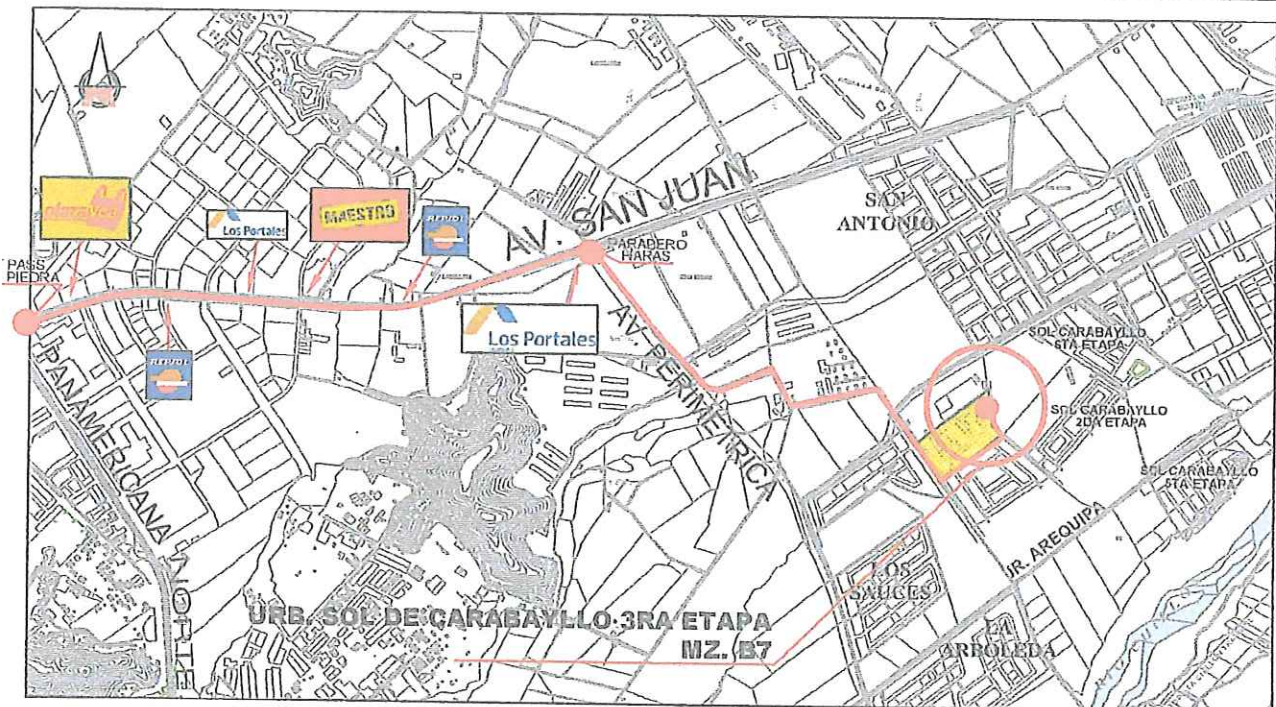 AV. SAN JUAN
SAN
ANTONIO
MAESTRO
REPSOL
Los Portales
PARADERO
HARAS
PASS
PIEDRA
Los Portales
REPSOL
AV. PERIMETRICA
SOL CARABAYLLO
6TA ETAPA
SOL CARABAYLLO
2DA ETAPA
SOL CARABAYLLO
5TA ETAPA
PANAMERICANA NORTE
JR. AREQUIPA
LOS
SAUCES
LA
ARBOLEDA
URB. SOL DE CARABAYLLO 3RA ETAPA
MZ. B7